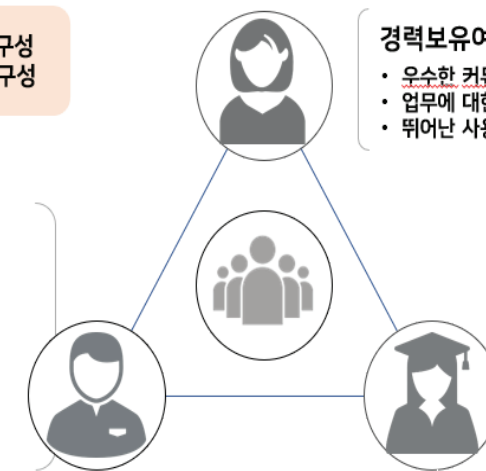 구성
구성
경력보유여
• 우수한 커뮤
• 업무에 대한
• 뛰어난 사용